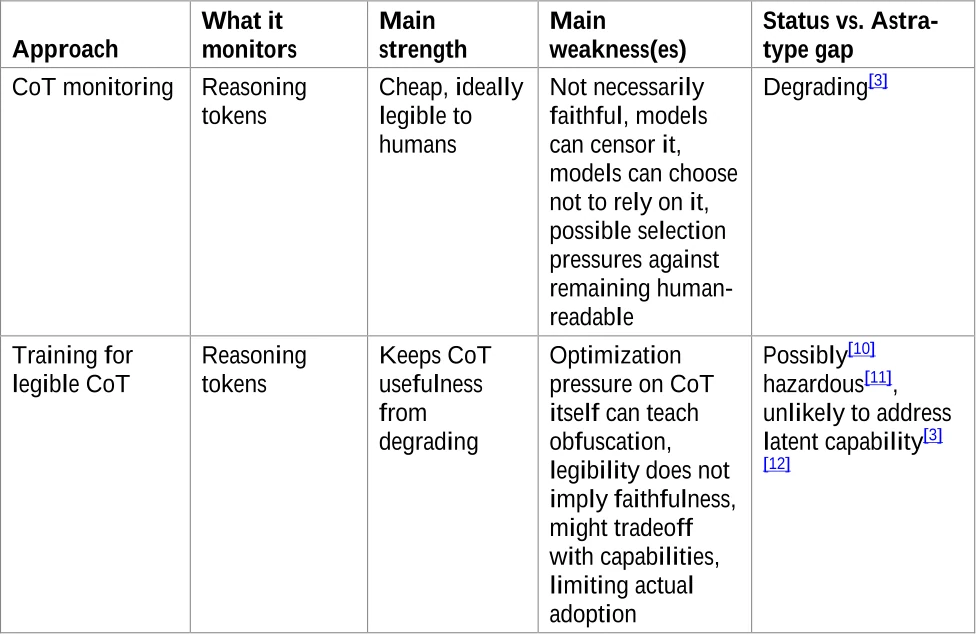 Approach
What it
monitors
Main
strength
Main
weakness(es)
Status vs. Astra-
type gap
CoT monitoring
Reasoning
tokens
Cheap, ideally
legible to
humans
Not necessarily
faithful, models
can censor it,
models can choose
not to rely on it,
possible selection
pressures against
remaining human-
readable
Degrading[3]
Training for
legible CoT
Reasoning
tokens
Keeps CoT
usefulness
from
degrading
Optimization
pressure on CoT
itself can teach
obfuscation,
legibility does not
imply faithfulness,
might tradeoff
with capabilities,
limiting actual
adoption
Possibly[10]
hazardous[11],
unlikely to address
latent capability[3]
[12]